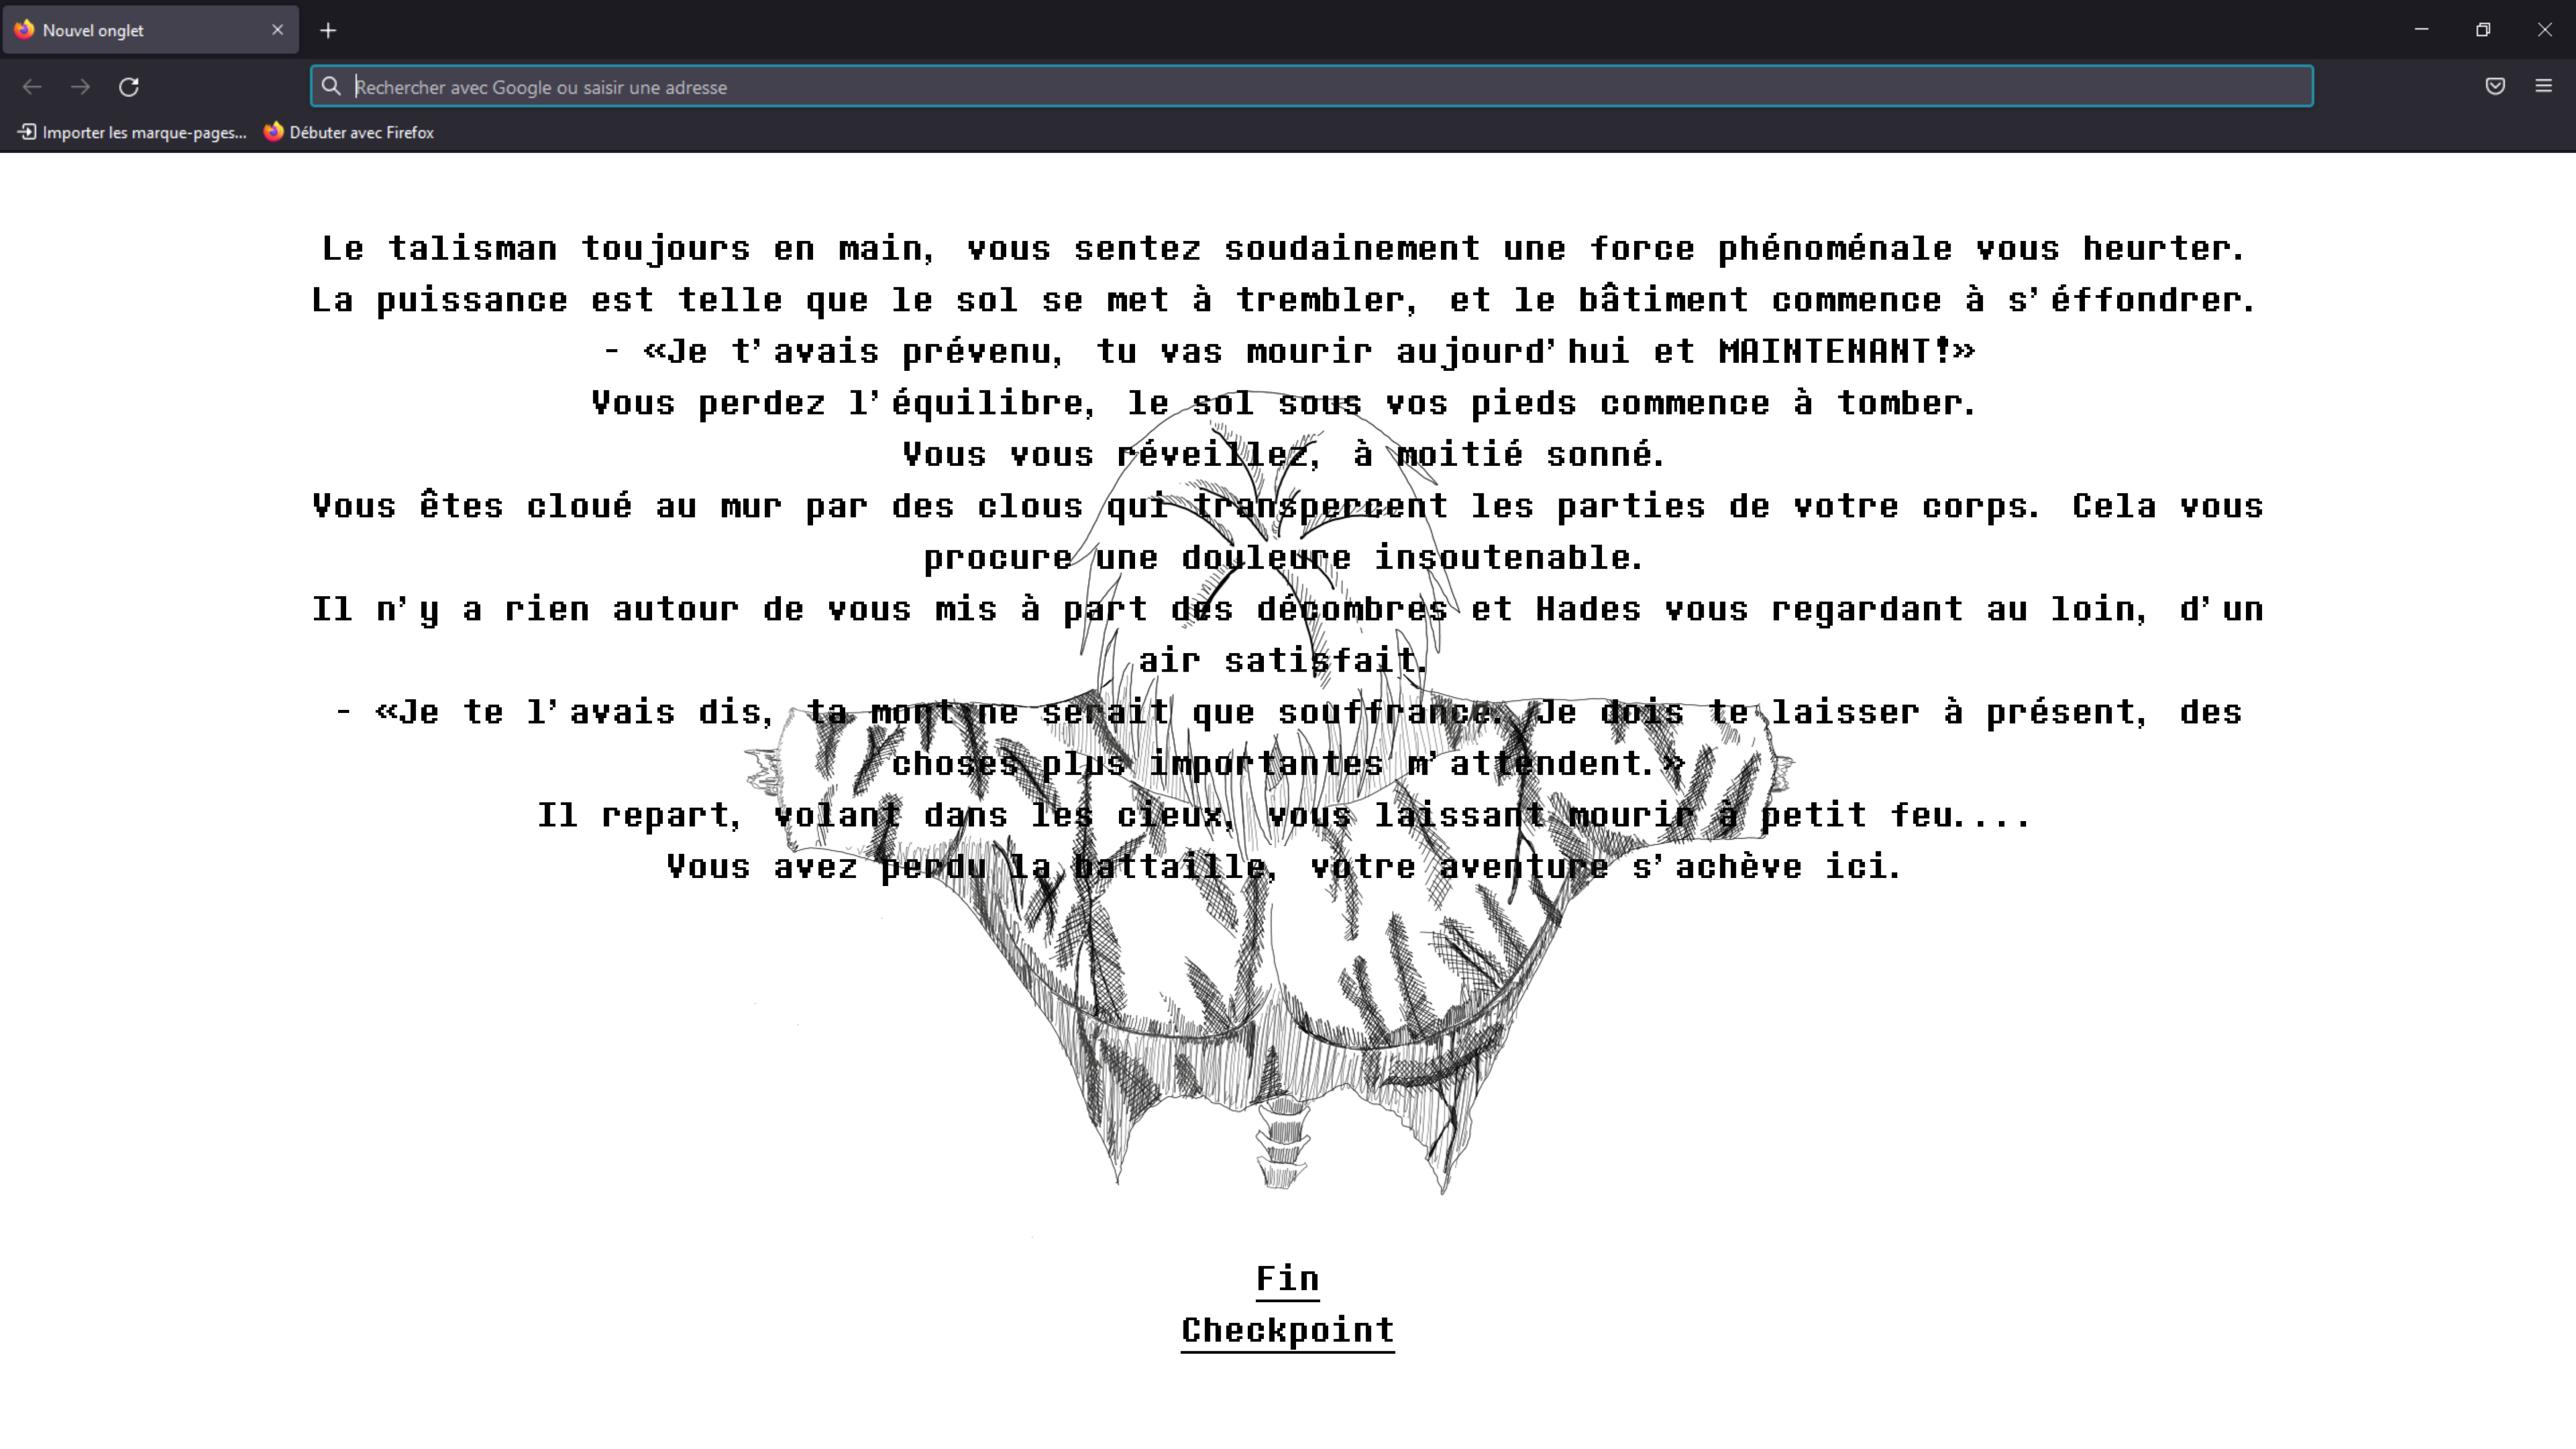 Nouvel onglet
Rechercher avec Google ou saisir une adresse
Importer les marque-pages...
Débuter avec Firefox
Le talisman toujours en main, vous sentez soudainement une force phénoménale vous heurter.
La puissance est telle que le sol se met à trembler, et le bâtiment commence à s'éffondrer.
- «Je t'avais prévenu, tu vas mourir aujourd'hui et MAINTENANT!»
Vous perdez l'équilibre, le sol sous vos pieds commence à tomber.
Vous vous réveillez, à moitié sonné.
Vous êtes cloué au mur par des clous qui transpercent les parties de votre corps. Cela vous
procure une douleure insoutenable.
Il n'y a rien autour de vous mis à part des décombres et Hades vous regardant au loin, d'un
air satisfait.
- «Je te l'avais dis, ta mort ne serait que souffrance. Je dois te laisser à présent, des
choses plus importantes m'attendent.»
Il repart, volant dans les cieux, vous laissant mourir à petit feu....
Vous avez perdu la battaille, votre aventure s'achève ici.
Fin
Checkpoint